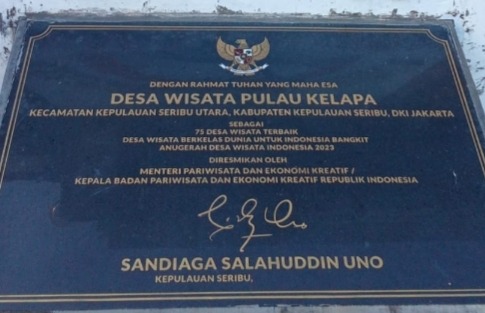 DENGAN RAHMAT TUHAN YANG MAHA ESA
DESA WISATA PULAU KELAPA
KECAMATAN KEPULAUAN SERIBU UTARA, KABUPATEN KEPULAUAN SERIBU, DKI JAKARTA
SEBAGAI
75 DESA WISATA TERBAIK
DESA WISATA BERKELAS DUNIA UNTUK INDONESIA BANGKIT
ANUGERAH DESA WISATA INDONESIA 2023
DIRESMIKAN OLEH
MENTERI PARIWISATA DAN EKONOMI KREATIF /
KEPALA BADAN PARIWISATA DAN EKONOMI KREATIF REPUBLIK INDONESIA
SANDIAGA SALAHUDDIN UNO
KEPULAUAN SERIBU,